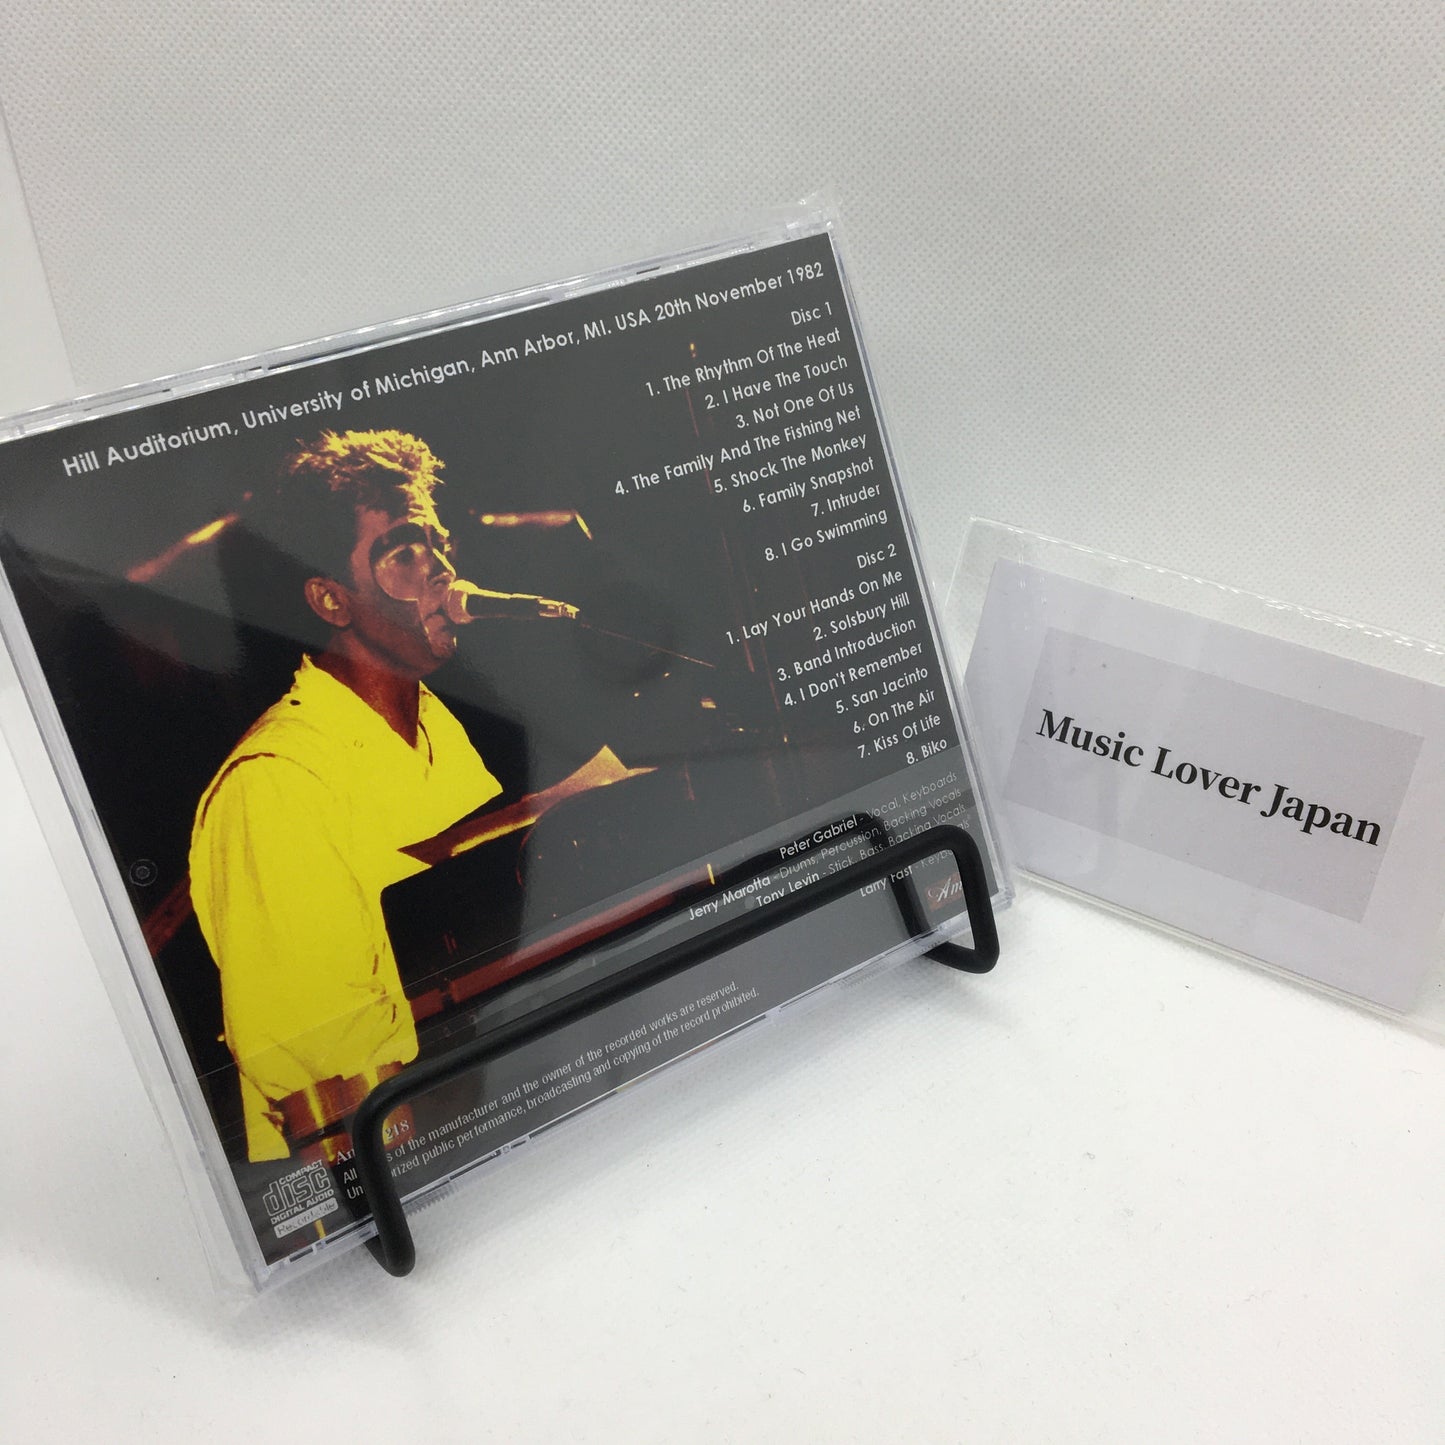 Hill Auditorium, University of Michigan, Ann Arbor, MI. USA 20th November 1982
Disc 1
1. The Rhythm Of The Heat
2. I Have The Touch
3. Not One Of Us
4. The Family And The Fishing Net
5. Shock The Monkey
6. Family Snapshot
7. Intruder
8. I Go Swimming
Disc 2
1. Lay Your Hands On Me
2. Solsbury Hill
3. Band Introduction
4. I Don't Remember
5. San Jacinto
6. On The Air
7. Kiss Of Life
8. Biko
Peter Gabriel - Vocal, Keyboards
Jerry Marotta - Drums, Percussion, Backing Vocals
Tony Levin - Stick, Bass, Backing Vocals
Larry Fast - Keyboards
218
All of the manufacturer and the owner of the recorded works are reserved.
public performance, broadcasting and copying of the record prohibited.
COMPACT
disc
DIGITAL AUDIO
Recordable
Music Lover Japan